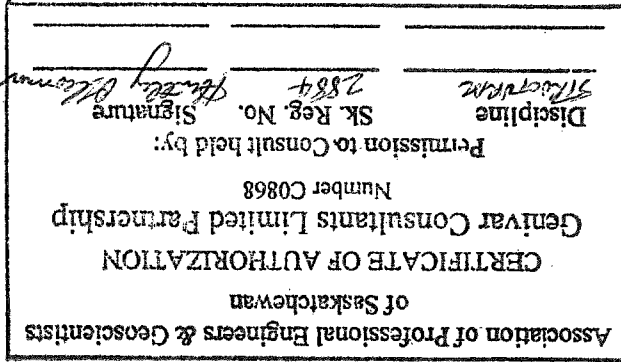 Association of Professional Engineers & Geoscientists
of Saskatchewan
CERTIFICATE OF AUTHORIZATION
Genivar Consultants Limited Partnership
Number C0868
Permission to Consult held by:
Discipline Sk. Reg. No. Signature
2884